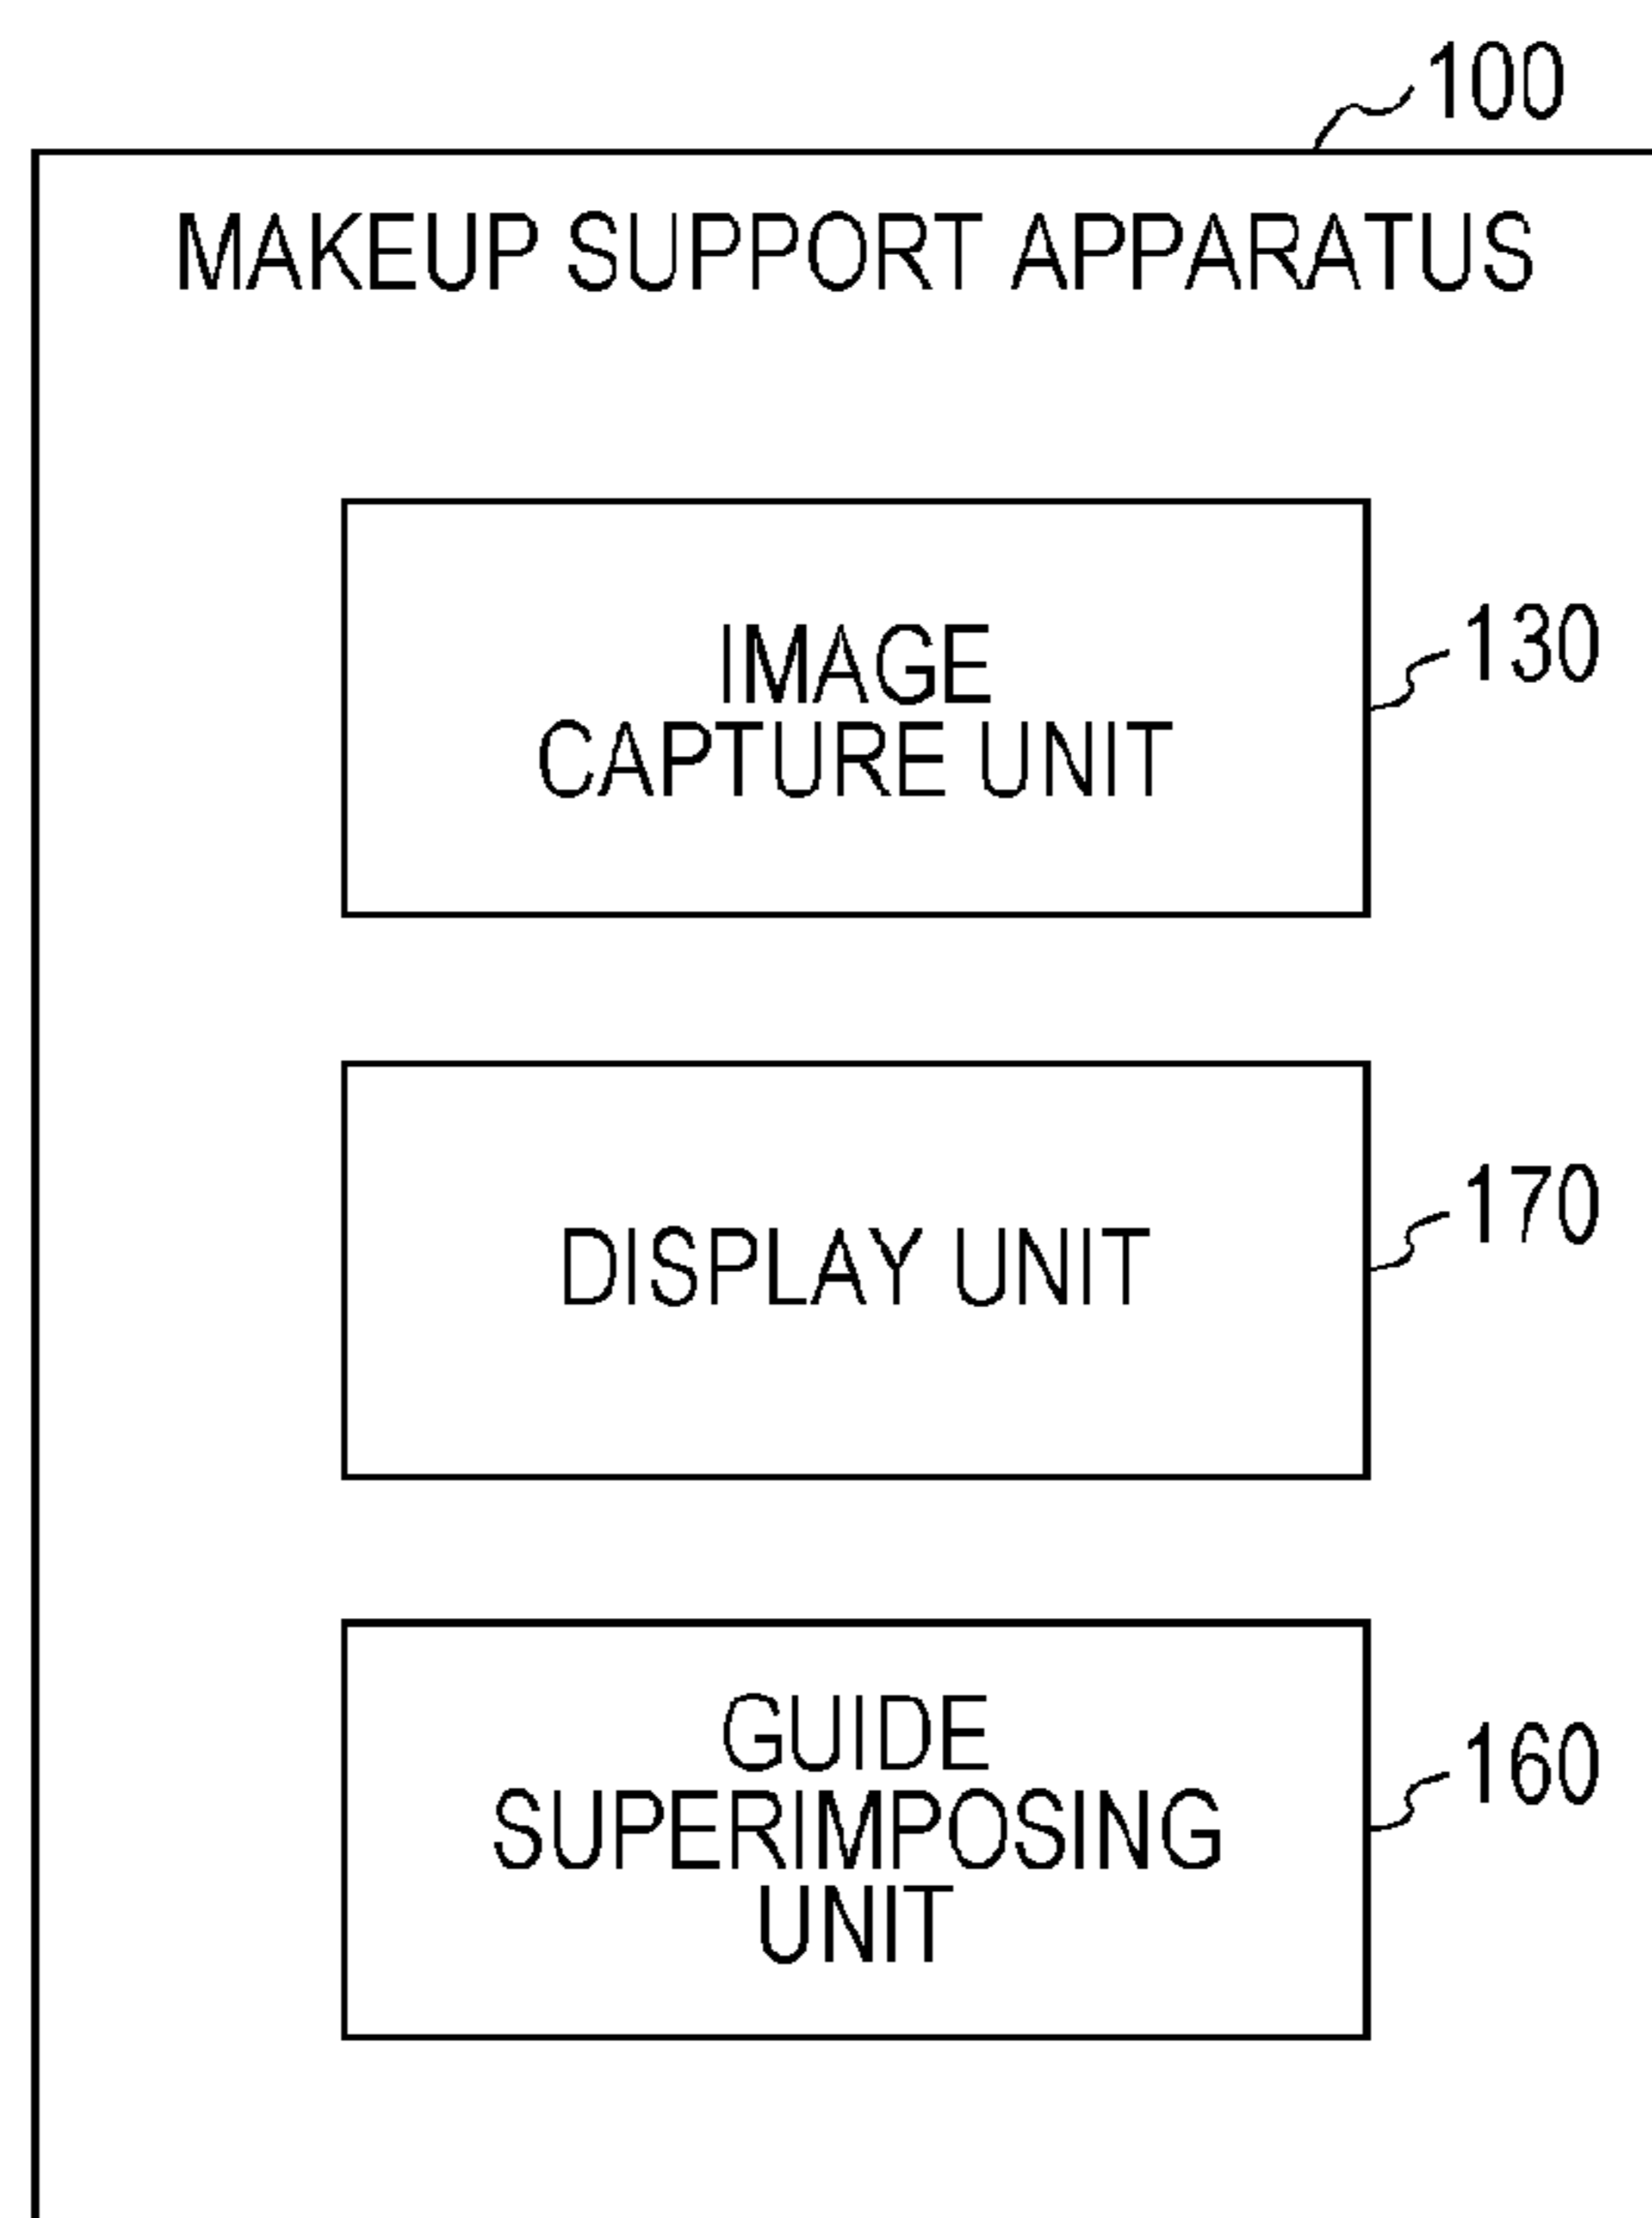 100
MAKEUP SUPPORT APPARATUS
IMAGE
CAPTURE UNIT
130
DISPLAY UNIT
170
GUIDE
SUPERIMPOSING
UNIT
160